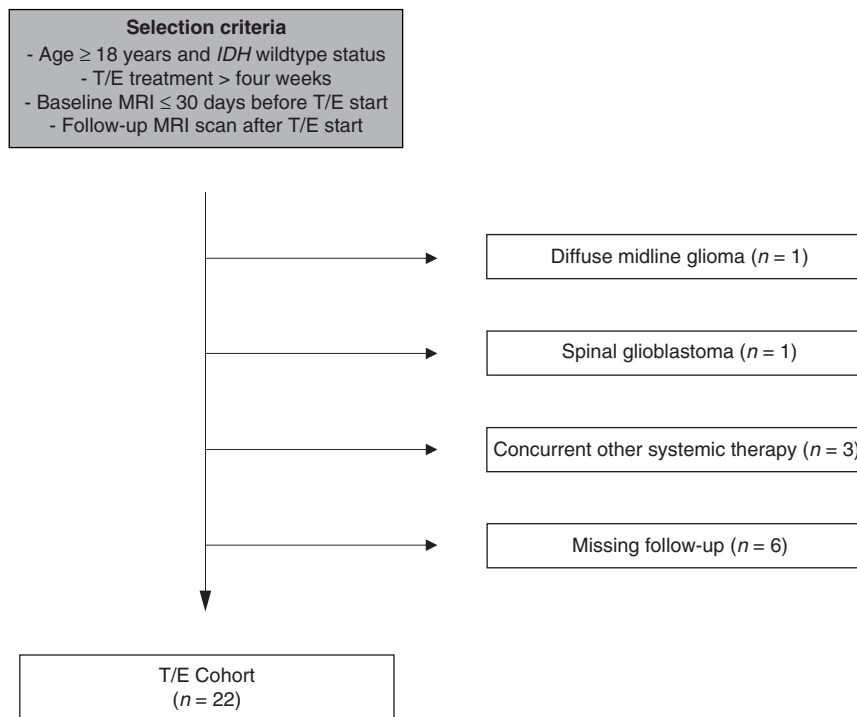 Selection criteria
- Age ≥ 18 years and IDH wildtype status
- T/E treatment > four weeks
- Baseline MRI ≤ 30 days before T/E start
- Follow-up MRI scan after T/E start
Diffuse midline glioma (n = 1)
Spinal glioblastoma (n = 1)
Concurrent other systemic therapy (n = 3)
Missing follow-up (n = 6)
T/E Cohort
(n = 22)